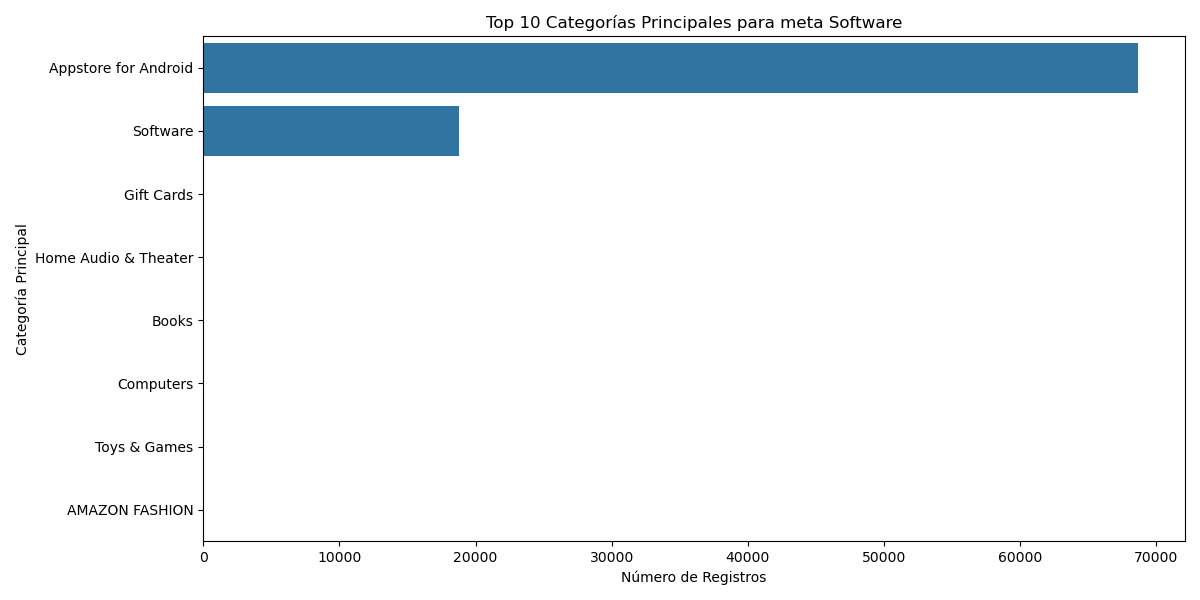 Top 10 Categorías Principales para meta Software
Categoría Principal
Appstore for Android
Software
Gift Cards
Home Audio & Theater
Books
Computers
Toys & Games
AMAZON FASHION
0 10000 20000 30000 40000 50000 60000 70000
Número de Registros